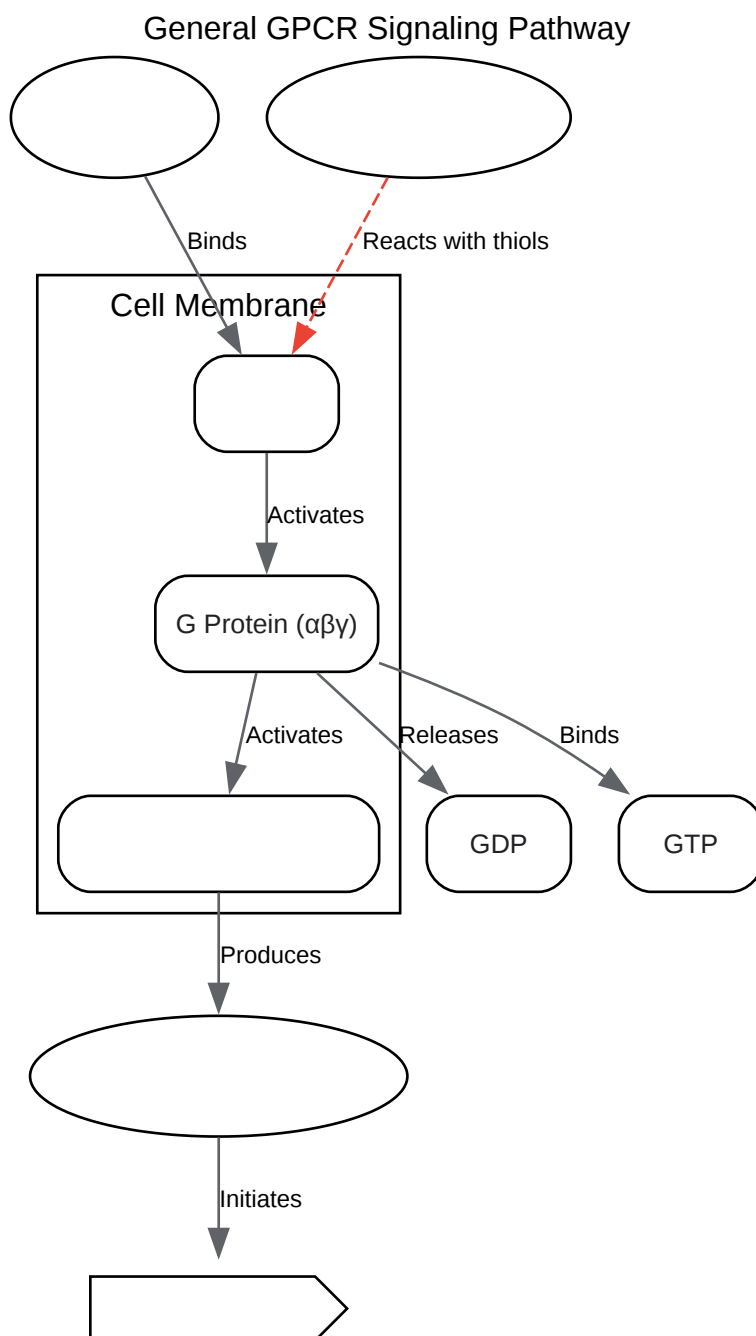 General GPCR Signaling Pathway
Binds
Reacts with thiols
Cell Membrane
Activates
G Protein (αβγ)
Activates
Releases
Binds
GDP
GTP
Produces
Initiates